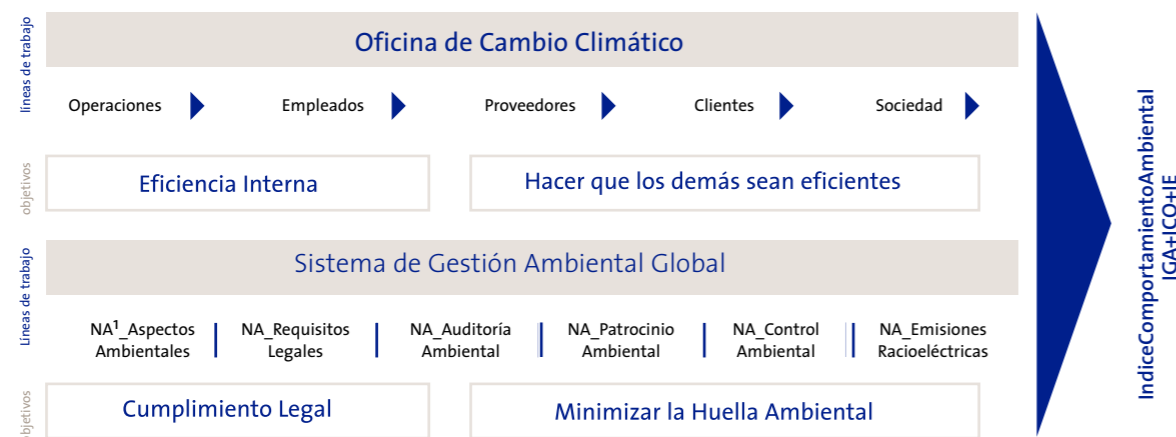 líneas de trabajo
Oficina de Cambio Climático
Operaciones
Empleados
Proveedores
Clientes
Sociedad
objetivos
Eficiencia Interna
Hacer que los demás sean eficientes
Líneas de trabajo
Sistema de Gestión Ambiental Global
NA¹_Aspectos
Ambientales
NA_Requisitos
Legales
NA_Auditoría
Ambiental
NA_Patrocinio
Ambiental
NA_Control
Ambiental
NA_Emisiones
Racioeléctricas
objetivos
Cumplimiento Legal
Minimizar la Huella Ambiental
IndiceComportamientoAmbiental
IGA+ICO+IE